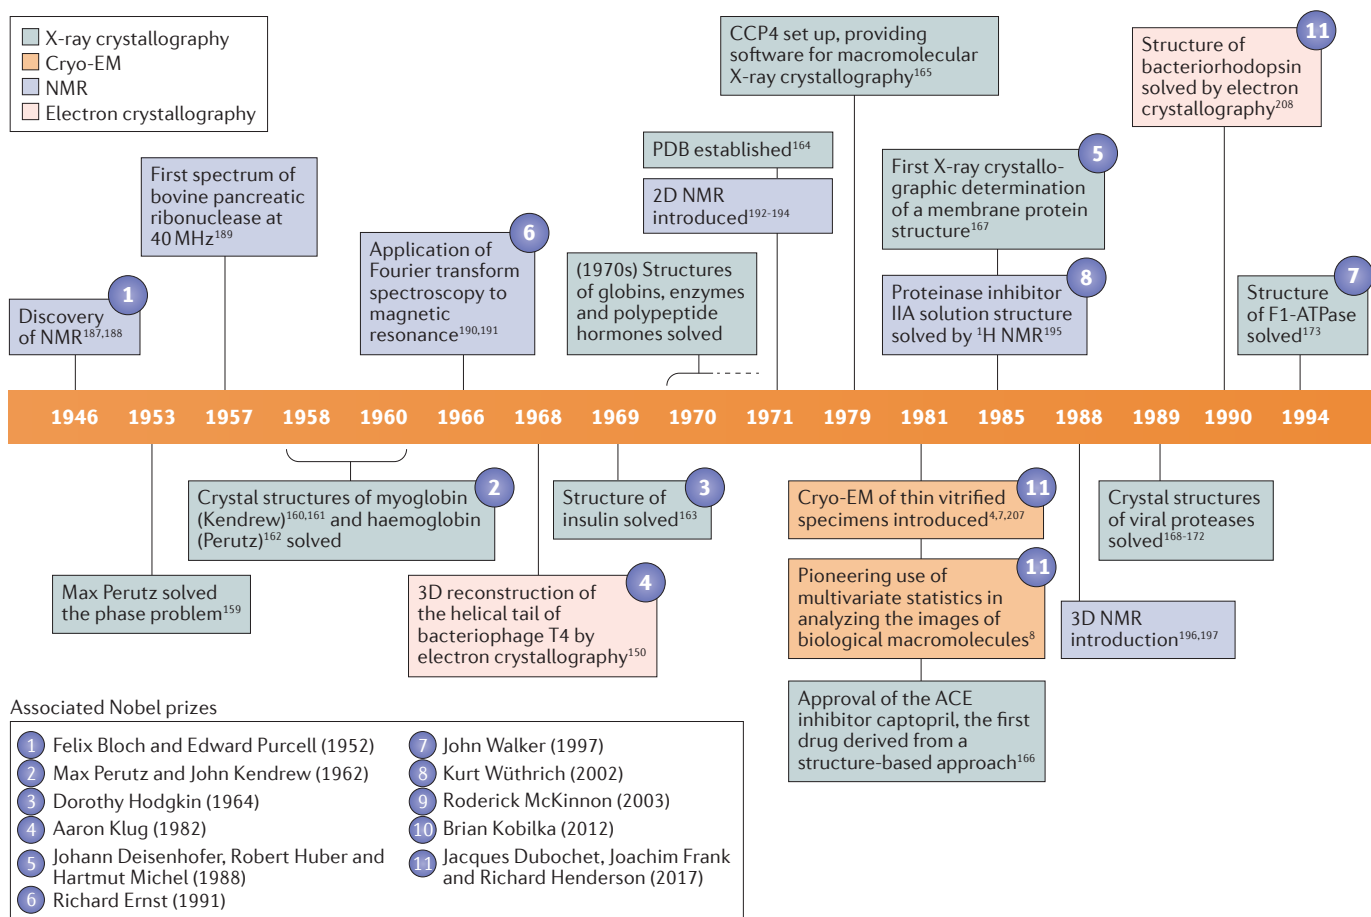 X-ray crystallography
Cryo-EM
NMR
Electron crystallography
CCP4 set up, providing
software for macromolecular
X-ray crystallography165
11
Structure of
bacteriorhodopsin
solved by electron
crystallography208
First spectrum of
bovine pancreatic
ribonuclease at
40 MHz189
PDB established164
2D NMR
introduced192-194
5
First X-ray crystallo-
graphic determination
of a membrane protein
structure167
6
Application of
Fourier transform
spectroscopy to
magnetic
resonance190,191
(1970s) Structures
of globins, enzymes
and polypeptide
hormones solved
8
Proteinase inhibitor
IIA solution structure
solved by 1H NMR195
7
Structure
of F1-ATPase
solved173
1
Discovery
of NMR187,188
1946 1953 1957 1958 1960 1966 1968 1969 1970 1971 1979 1981 1985 1988 1989 1990 1994
2
Crystal structures of myoglobin
(Kendrew)160,161 and haemoglobin
(Perutz)162 solved
3
Structure of
insulin solved163
11
Cryo-EM of thin vitrified
specimens introduced4,7,207
Crystal structures
of viral proteases
solved168-172
Max Perutz solved
the phase problem159
4
3D reconstruction of
the helical tail of
bacteriophage T4 by
electron crystallography150
11
Pioneering use of
multivariate statistics in
analyzing the images of
biological macromolecules8
3D NMR
introduction196,197
Approval of the ACE
inhibitor captopril, the first
drug derived from a
structure-based approach166
Associated Nobel prizes
1 Felix Bloch and Edward Purcell (1952)
2 Max Perutz and John Kendrew (1962)
3 Dorothy Hodgkin (1964)
4 Aaron Klug (1982)
5 Johann Deisenhofer, Robert Huber and
Hartmut Michel (1988)
6 Richard Ernst (1991)
7 John Walker (1997)
8 Kurt Wüthrich (2002)
9 Roderick McKinnon (2003)
10 Brian Kobilka (2012)
11 Jacques Dubochet, Joachim Frank
and Richard Henderson (2017)